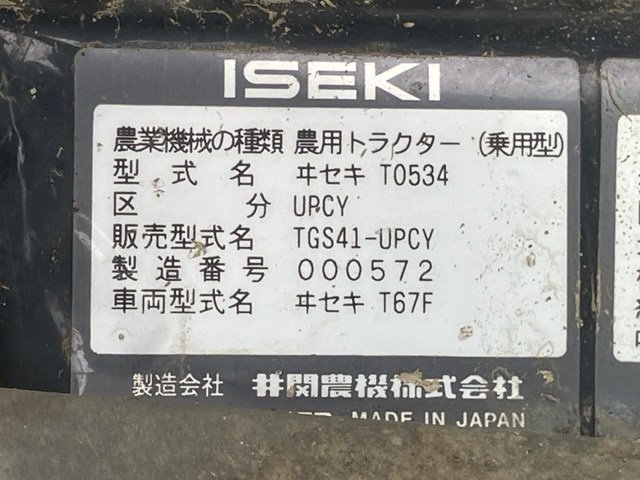 ISEKI
農業機械の種類 農用トラクター(乗用型)
型式名 ヰセキ T0534
区分 UPCY
販売型式名 TGS41-UPCY
製造番号 000572
車両型式名 ヰセキ T67F
製造会社 井関農機株式会社
MADE IN JAPAN